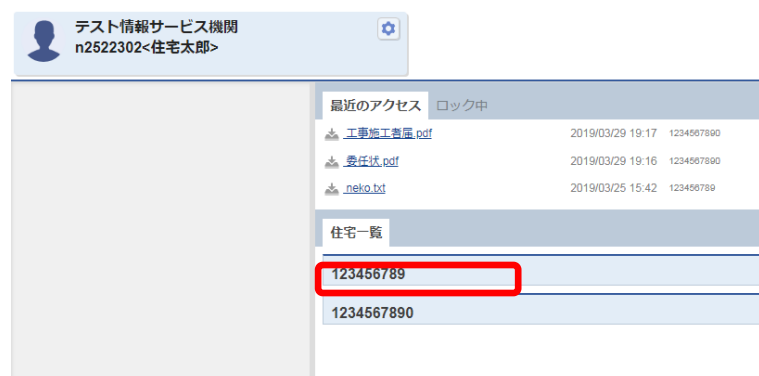 テスト情報サービス機関
n2522302<住宅太郎>
最近のアクセス ロック中
工事施工者届.pdf 2019/03/29 19:17 1234567890
委任状.pdf 2019/03/29 19:16 1234567890
neko.txt 2019/03/25 15:42 123456789
住宅一覧
123456789
1234567890